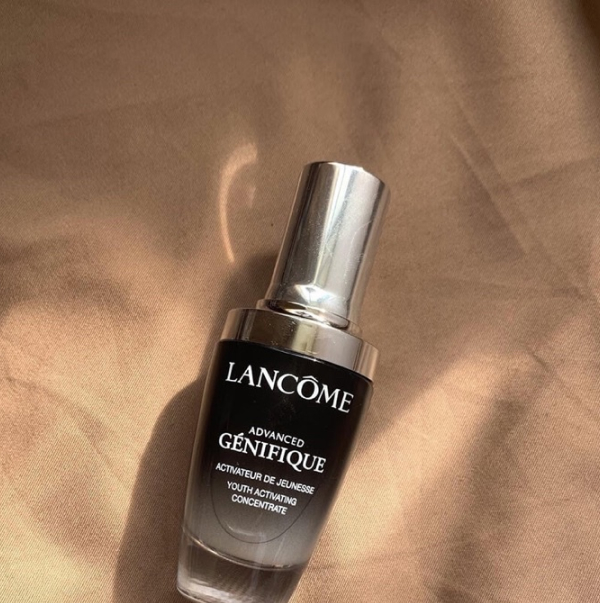 LANCÔME
ADVANCED
GÉNIFIQUE
ACTIVATEUR DE JEUNESSE
YOUTH ACTIVATING
CONCENTRATE